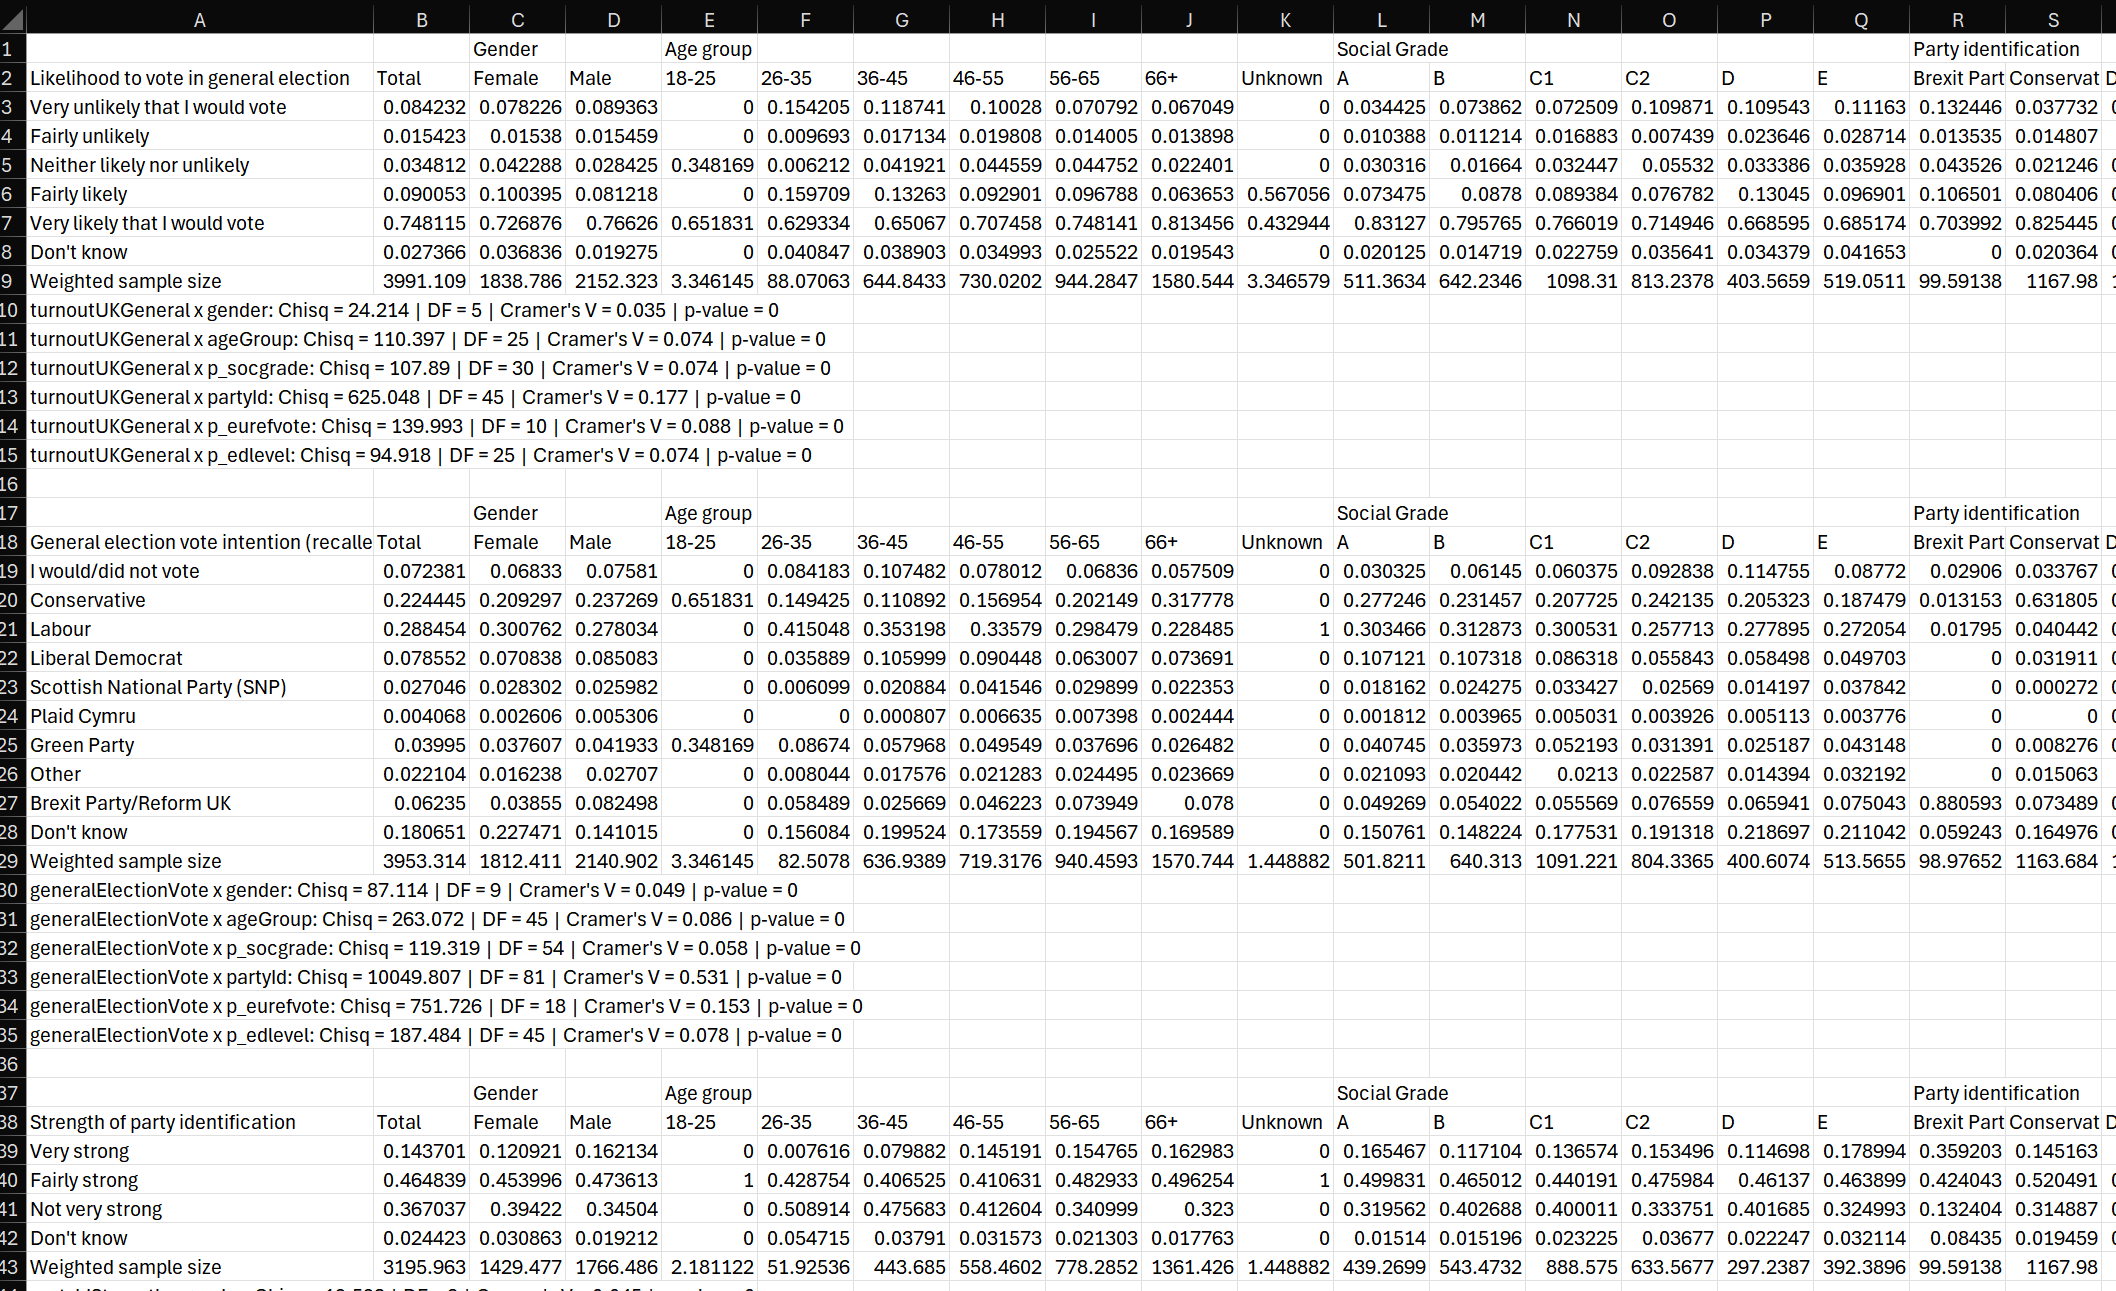 A B C D E F G H I J K L M N O P Q R S
1 Gender Age group Social Grade Party identification
2 Likelihood to vote in general election Total Female Male 18-25 26-35 36-45 46-55 56-65 66+ Unknown A B C1 C2 D E Brexit Part Conservat D
3 Very unlikely that I would vote 0.084232 0.078226 0.089363 0 0.154205 0.118741 0.10028 0.070792 0.067049 0 0.034425 0.073862 0.072509 0.109871 0.109543 0.11163 0.132446 0.037732
4 Fairly unlikely 0.015423 0.01538 0.015459 0 0.009693 0.017134 0.019808 0.014005 0.013898 0 0.010388 0.011214 0.016883 0.007439 0.023646 0.028714 0.013535 0.014807
5 Neither likely nor unlikely 0.034812 0.042288 0.028425 0.348169 0.006212 0.041921 0.044559 0.044752 0.022401 0 0.030316 0.01664 0.032447 0.05532 0.033386 0.035928 0.043526 0.021246
6 Fairly likely 0.090053 0.100395 0.081218 0 0.159709 0.13263 0.092901 0.096788 0.063653 0.567056 0.073475 0.0878 0.089384 0.076782 0.13045 0.096901 0.106501 0.080406
7 Very likely that I would vote 0.748115 0.726876 0.76626 0.651831 0.629334 0.65067 0.707458 0.748141 0.813456 0.432944 0.83127 0.795765 0.766019 0.714946 0.668595 0.685174 0.703992 0.825445
8 Don't know 0.027366 0.036836 0.019275 0 0.040847 0.038903 0.034993 0.025522 0.019543 0 0.020125 0.014719 0.022759 0.035641 0.034379 0.041653 0 0.020364
9 Weighted sample size 3991.109 1838.786 2152.323 3.346145 88.07063 644.8433 730.0202 944.2847 1580.544 3.346579 511.3634 642.2346 1098.31 813.2378 403.5659 519.0511 99.59138 1167.98
10 turnoutUKGeneral x gender: Chisq = 24.214 | DF = 5 | Cramer's V = 0.035 | p-value = 0
11 turnoutUKGeneral x ageGroup: Chisq = 110.397 | DF = 25 | Cramer's V = 0.074 | p-value = 0
12 turnoutUKGeneral x p_socgrade: Chisq = 107.89 | DF = 30 | Cramer's V = 0.074 | p-value = 0
13 turnoutUKGeneral x partyId: Chisq = 625.048 | DF = 45 | Cramer's V = 0.177 | p-value = 0
14 turnoutUKGeneral x p_eurefvote: Chisq = 139.993 | DF = 10 | Cramer's V = 0.088 | p-value = 0
15 turnoutUKGeneral x p_edlevel: Chisq = 94.918 | DF = 25 | Cramer's V = 0.074 | p-value = 0
16
17 Gender Age group Social Grade Party identification
18 General election vote intention (recalle Total Female Male 18-25 26-35 36-45 46-55 56-65 66+ Unknown A B C1 C2 D E Brexit Part Conservat D
19 I would/did not vote 0.072381 0.06833 0.07581 0 0.084183 0.107482 0.078012 0.06836 0.057509 0 0.030325 0.06145 0.060375 0.092838 0.114755 0.08772 0.02906 0.033767
20 Conservative 0.224445 0.209297 0.237269 0.651831 0.149425 0.110892 0.156954 0.202149 0.317778 0 0.277246 0.231457 0.207725 0.242135 0.205323 0.187479 0.013153 0.631805
21 Labour 0.288454 0.300762 0.278034 0 0.415048 0.353198 0.33579 0.298479 0.228485 1 0.303466 0.312873 0.300531 0.257713 0.277895 0.272054 0.01795 0.040442
22 Liberal Democrat 0.078552 0.070838 0.085083 0 0.035889 0.105999 0.090448 0.063007 0.073691 0 0.107121 0.107318 0.086318 0.055843 0.058498 0.049703 0 0.031911
23 Scottish National Party (SNP) 0.027046 0.028302 0.025982 0 0.006099 0.020884 0.041546 0.029899 0.022353 0 0.018162 0.024275 0.033427 0.02569 0.014197 0.037842 0 0.000272
24 Plaid Cymru 0.004068 0.002606 0.005306 0 0 0.000807 0.006635 0.007398 0.002444 0 0.001812 0.003965 0.005031 0.003926 0.005113 0.003776 0 0
25 Green Party 0.03995 0.037607 0.041933 0.348169 0.08674 0.057968 0.049549 0.037696 0.026482 0 0.040745 0.035973 0.052193 0.031391 0.025187 0.043148 0 0.008276
26 Other 0.022104 0.016238 0.02707 0 0.008044 0.017576 0.021283 0.024495 0.023669 0 0.021093 0.020442 0.0213 0.022587 0.014394 0.032192 0 0.015063
27 Brexit Party/Reform UK 0.06235 0.03855 0.082498 0 0.058489 0.025669 0.046223 0.073949 0.078 0 0.049269 0.054022 0.055569 0.076559 0.065941 0.075043 0.880593 0.073489
28 Don't know 0.180651 0.227471 0.141015 0 0.156084 0.199524 0.173559 0.194567 0.169589 0 0.150761 0.148224 0.177531 0.191318 0.218697 0.211042 0.059243 0.164976
29 Weighted sample size 3953.314 1812.411 2140.902 3.346145 82.5078 636.9389 719.3176 940.4593 1570.744 1.448882 501.8211 640.313 1091.221 804.3365 400.6074 513.5655 98.97652 1163.684
30 generalElectionVote x gender: Chisq = 87.114 | DF = 9 | Cramer's V = 0.049 | p-value = 0
31 generalElectionVote x ageGroup: Chisq = 263.072 | DF = 45 | Cramer's V = 0.086 | p-value = 0
32 generalElectionVote x p_socgrade: Chisq = 119.319 | DF = 54 | Cramer's V = 0.058 | p-value = 0
33 generalElectionVote x partyId: Chisq = 10049.807 | DF = 81 | Cramer's V = 0.531 | p-value = 0
34 generalElectionVote x p_eurefvote: Chisq = 751.726 | DF = 18 | Cramer's V = 0.153 | p-value = 0
35 generalElectionVote x p_edlevel: Chisq = 187.484 | DF = 45 | Cramer's V = 0.078 | p-value = 0
36
37 Gender Age group Social Grade Party identification
38 Strength of party identification Total Female Male 18-25 26-35 36-45 46-55 56-65 66+ Unknown A B C1 C2 D E Brexit Part Conservat D
39 Very strong 0.143701 0.120921 0.162134 0 0.007616 0.079882 0.145191 0.154765 0.162983 0 0.165467 0.117104 0.136574 0.153496 0.114698 0.178994 0.359203 0.145163
40 Fairly strong 0.464839 0.453996 0.473613 1 0.428754 0.406525 0.410631 0.482933 0.496254 1 0.499831 0.465012 0.440191 0.475984 0.46137 0.463899 0.424043 0.520491
41 Not very strong 0.367037 0.39422 0.34504 0 0.508914 0.475683 0.412604 0.340999 0.323 0 0.319562 0.402688 0.400011 0.333751 0.401685 0.324993 0.132404 0.314887
42 Don't know 0.024423 0.030863 0.019212 0 0.054715 0.03791 0.031573 0.021303 0.017763 0 0.01514 0.015196 0.023225 0.03677 0.022247 0.032114 0.08435 0.019459
43 Weighted sample size 3195.963 1429.477 1766.486 2.181122 51.92536 443.685 558.4602 778.2852 1361.426 1.448882 439.2699 543.4732 888.575 633.5677 297.2387 392.3896 99.59138 1167.98